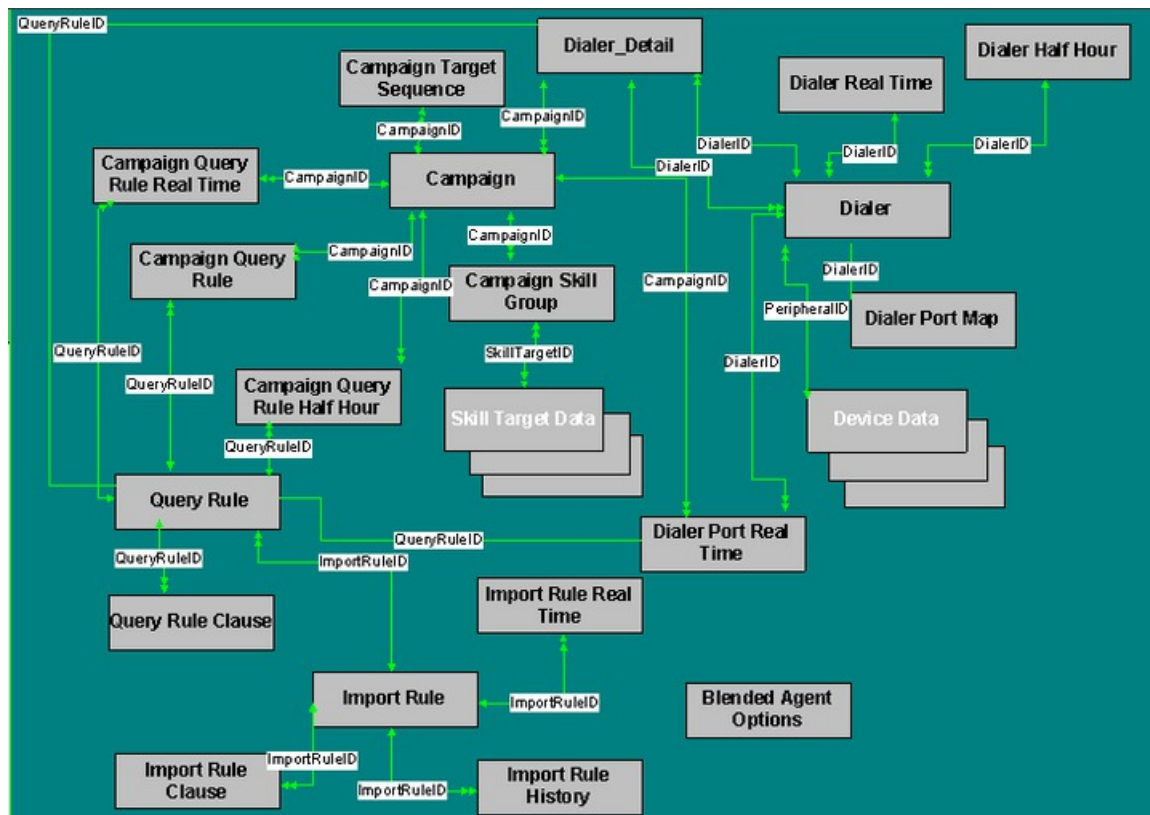 QueryRuleID
Dialer_Detail
Dialer Half Hour
Campaign Target
Sequence
Dialer Real Time
CampaignID
CampaignID
DialerID
DialerID
DialerID
Campaign Query
Rule Real Time
CampaignID
Campaign
DialerID
Dialer
CampaignID
CampaignID
Campaign Query
Rule
DialerID
CampaignID
Campaign Skill
Group
CampaignID
PeripheralID
Dialer Port Map
QueryRuleID
SkillTargetID
DialerID
QueryRuleID
Campaign Query
Rule Half Hour
Skill Target Data
Device Data
QueryRuleID
Query Rule
Dialer Port Real
Time
QueryRuleID
QueryRuleID
ImportRuleID
Import Rule Real
Time
Query Rule Clause
Import Rule
ImportRuleID
Blended Agent
Options
ImportRuleID
Import Rule
Clause
ImportRuleID
Import Rule
History